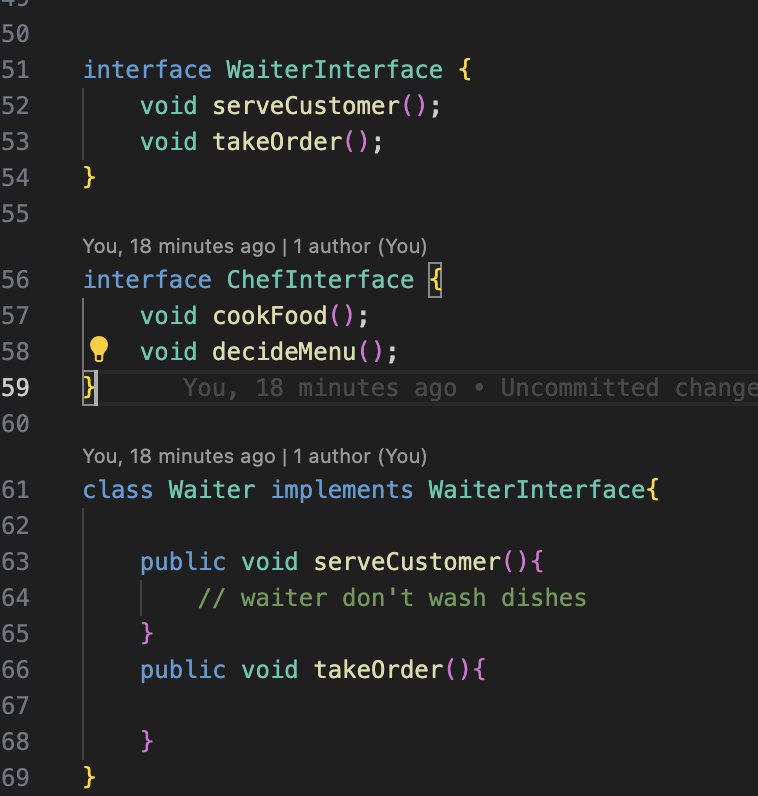 49
50
51 interface WaiterInterface {
52 void serveCustomer();
53 void takeOrder();
54 }
55
You, 18 minutes ago | 1 author (You)
56 interface ChefInterface {
57 void cookFood();
58 void decideMenu();
59 } You, 18 minutes ago • Uncommitted change
60
You, 18 minutes ago | 1 author (You)
61 class Waiter implements WaiterInterface{
62
63 public void serveCustomer(){
64 // waiter don't wash dishes
65 }
66 public void takeOrder(){
67
68 }
69 }